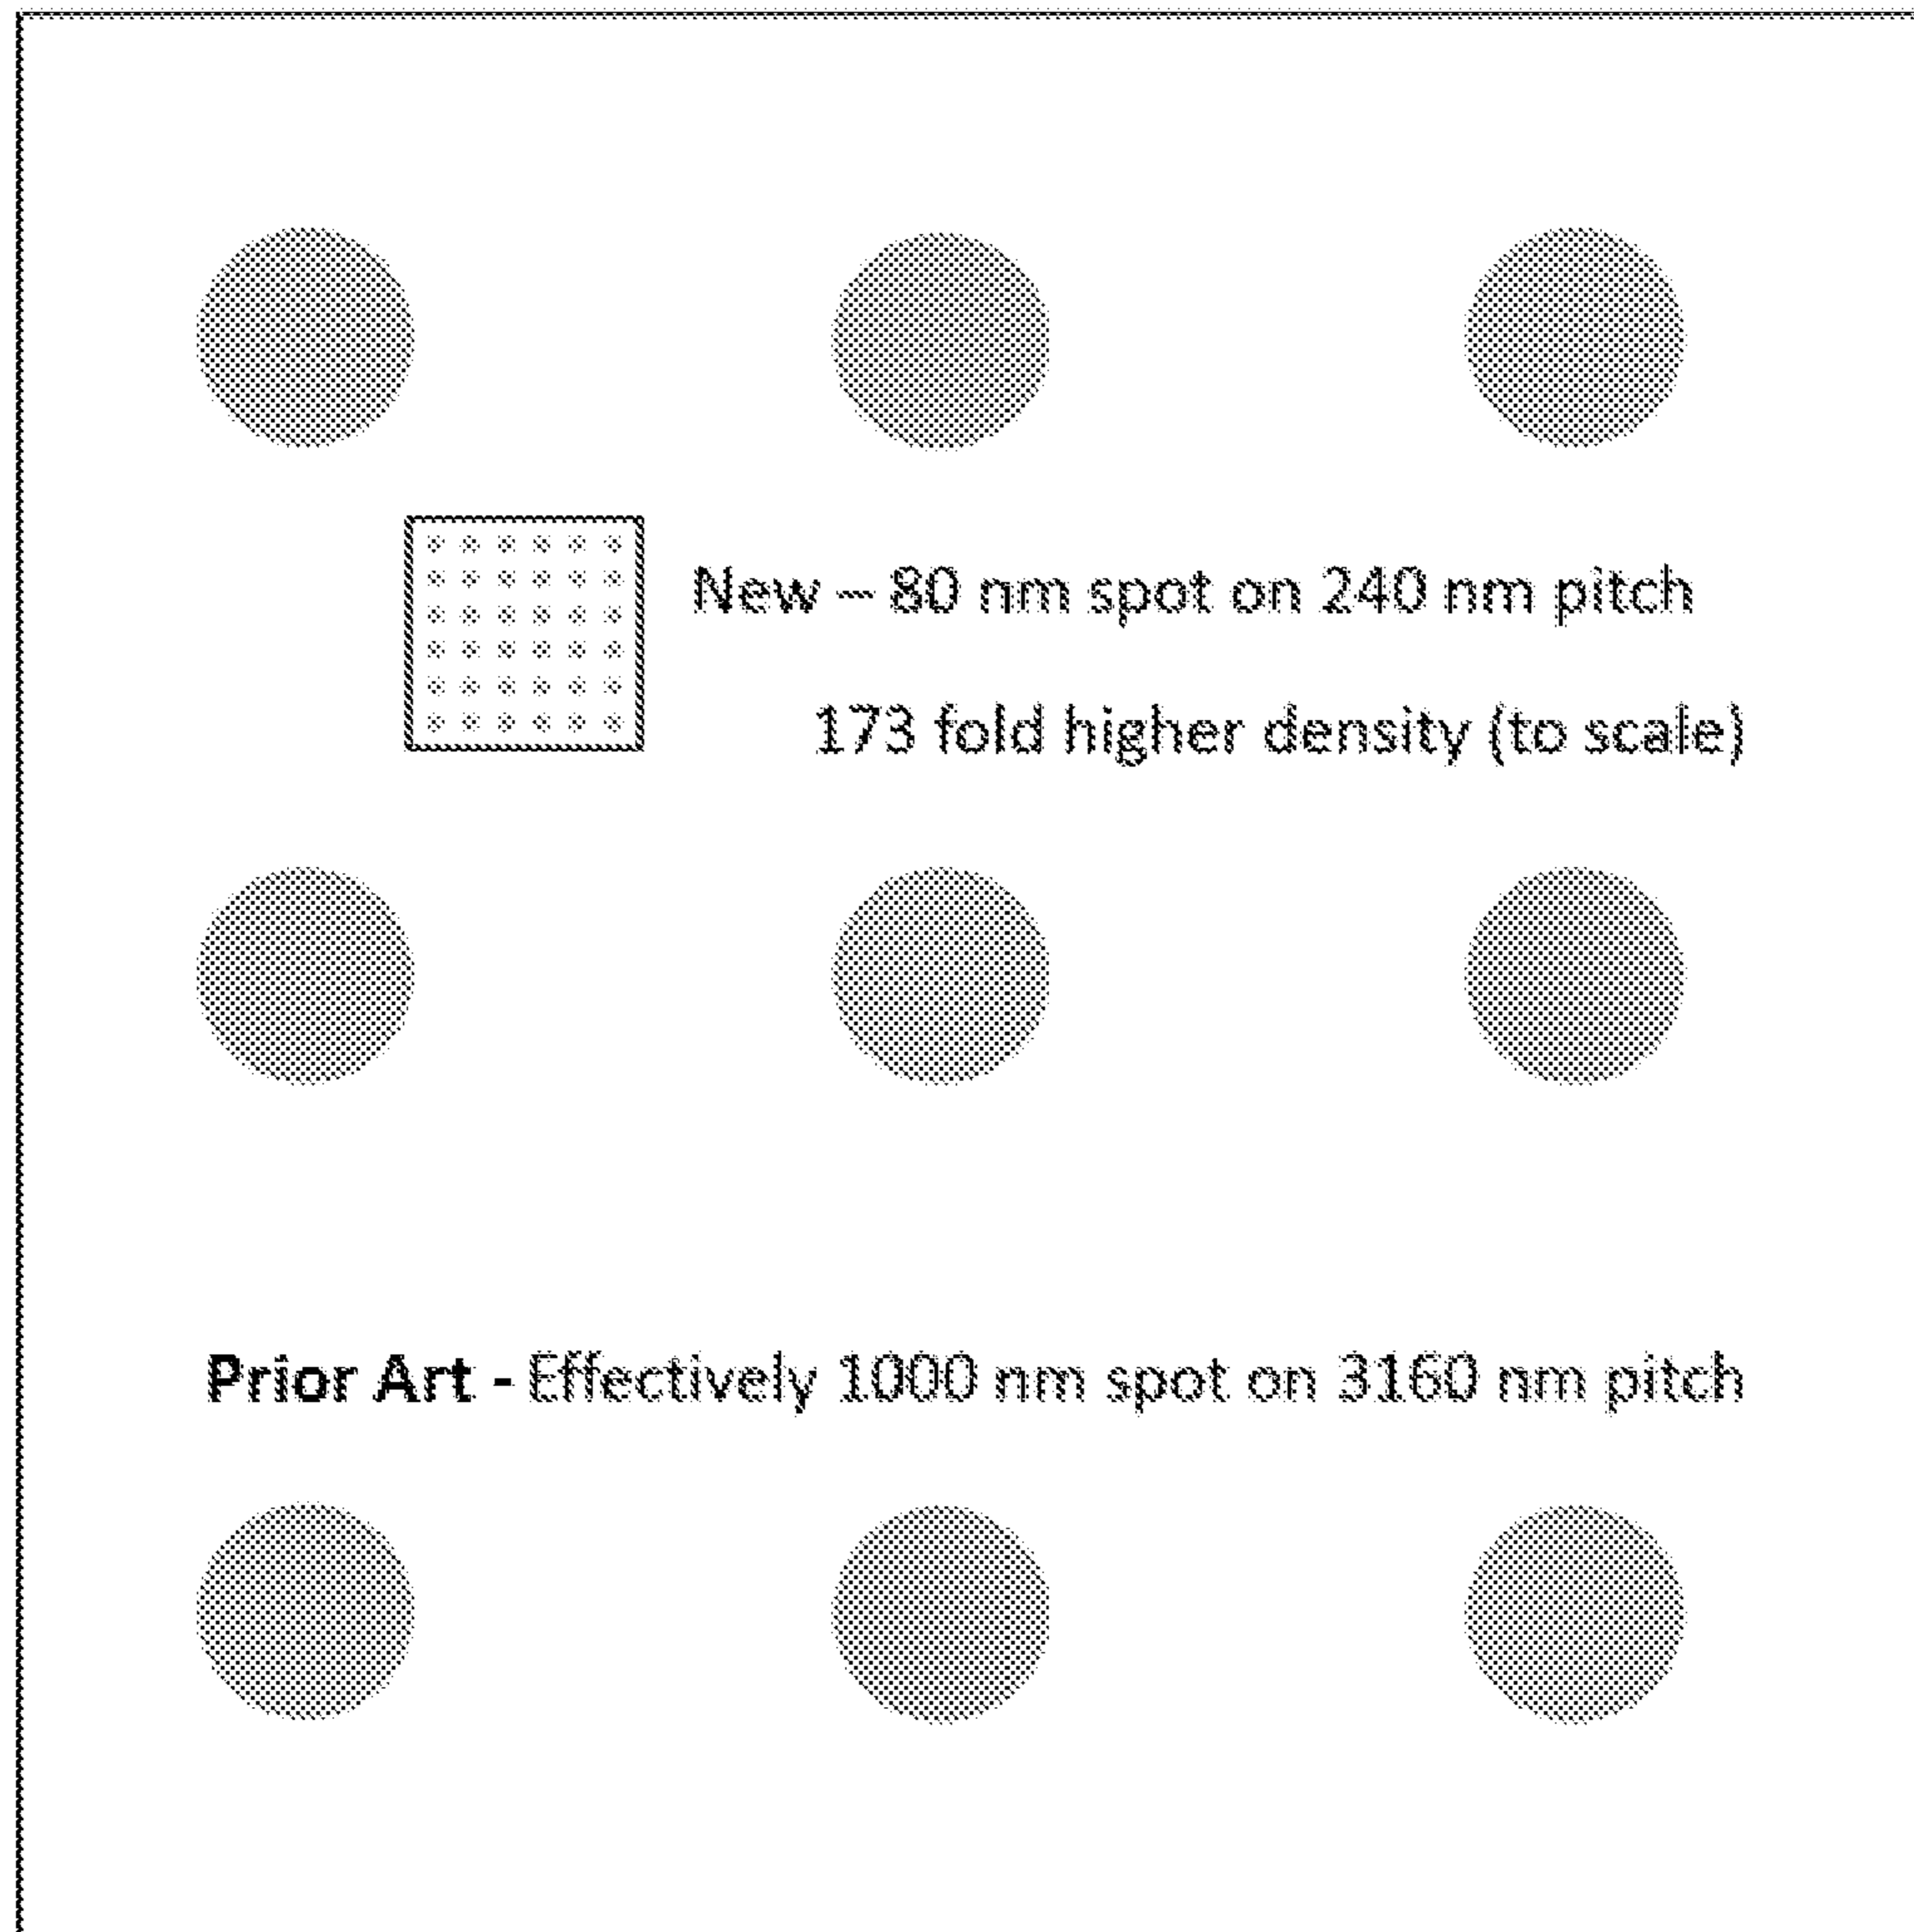 New – 80 nm spot on 240 nm pitch
173 fold higher density (to scale)
Prior Art - Effectively 1000 nm spot on 3160 nm pitch